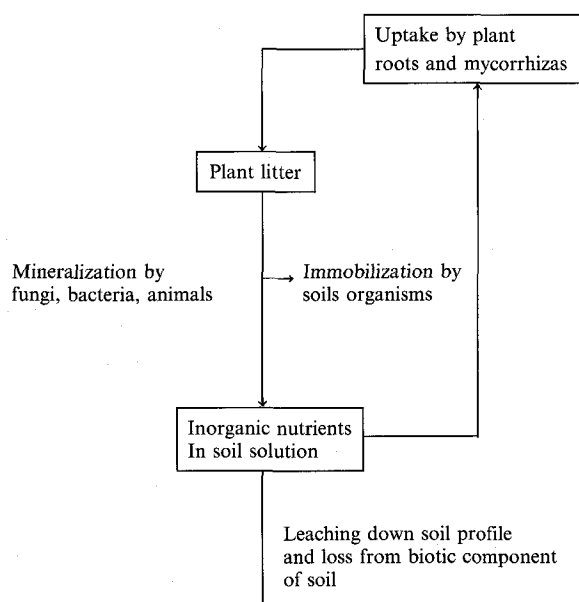 Uptake by plant
roots and mycorrhizas
Plant litter
Mineralization by
fungi, bacteria, animals
Immobilization by
soils organisms
Inorganic nutrients
In soil solution
Leaching down soil profile
and loss from biotic component
of soil